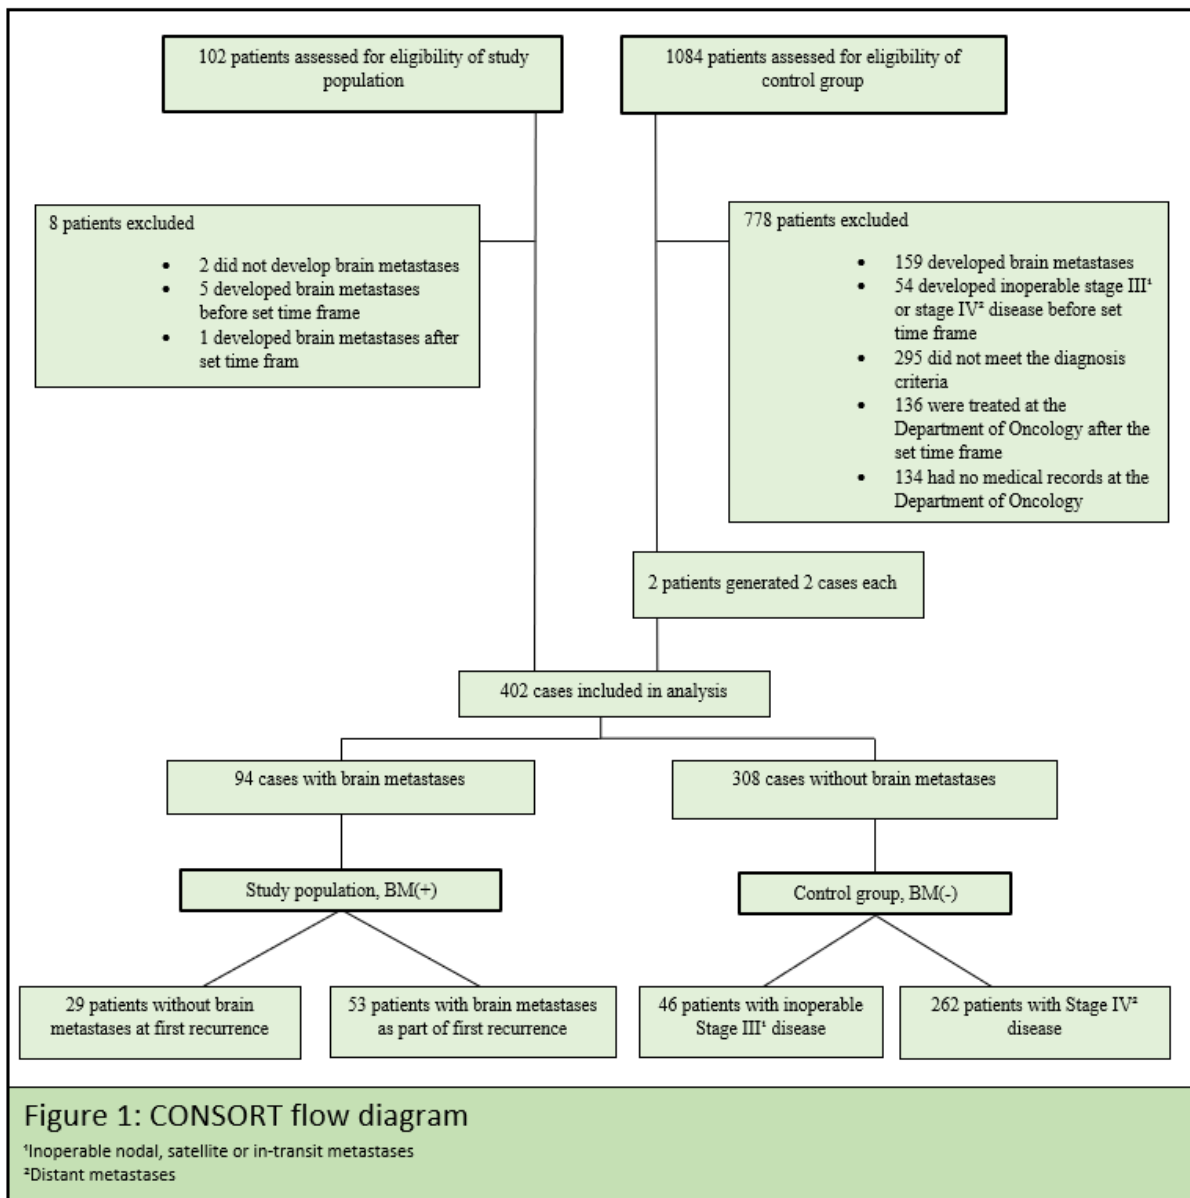 102 patients assessed for eligibility of study
population
1084 patients assessed for eligibility of
control group
8 patients excluded
• 2 did not develop brain metastases
• 5 developed brain metastases
before set time frame
• 1 developed brain metastases after
set time fram
778 patients excluded
• 159 developed brain metastases
• 54 developed inoperable stage III¹
or stage IV² disease before set
time frame
• 295 did not meet the diagnosis
criteria
• 136 were treated at the
Department of Oncology after the
set time frame
• 134 had no medical records at the
Department of Oncology
2 patients generated 2 cases each
402 cases included in analysis
94 cases with brain metastases
308 cases without brain metastases
Study population, BM(+)
Control group, BM(-)
29 patients without brain
metastases at first recurrence
53 patients with brain metastases
as part of first recurrence
46 patients with inoperable
Stage III¹ disease
262 patients with Stage IV²
disease
Figure 1: CONSORT flow diagram
¹Inoperable nodal, satellite or in-transit metastases
²Distant metastases